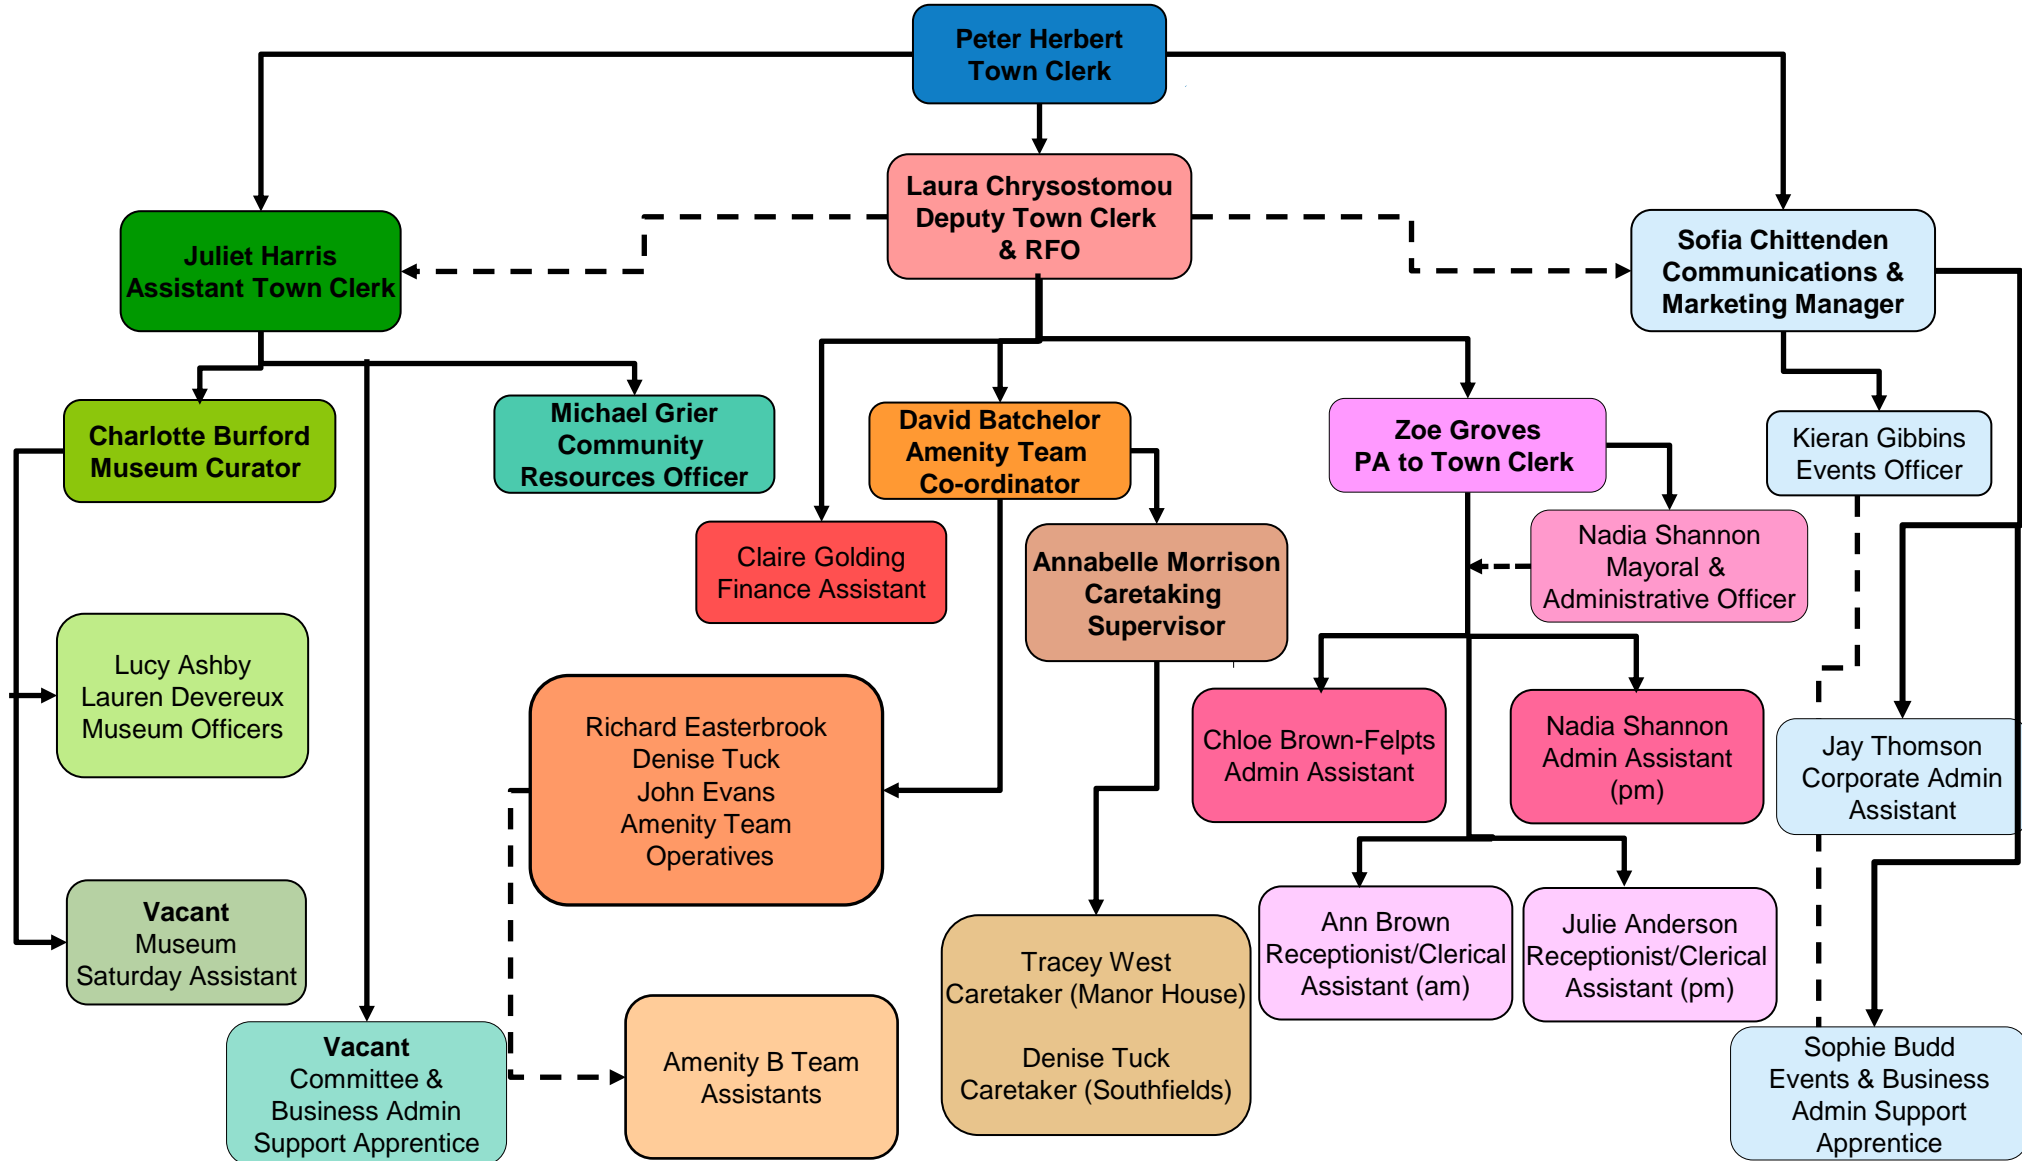 Peter Herbert
Town Clerk
Laura Chrysostomou
Deputy Town Clerk
& RFO
Juliet Harris
Assistant Town Clerk
Sofia Chittenden
Communications &
Marketing Manager
Charlotte Burford
Museum Curator
Michael Grier
Community
Resources Officer
David Batchelor
Amenity Team
Co-ordinator
Zoe Groves
PA to Town Clerk
Kieran Gibbins
Events Officer
Claire Golding
Finance Assistant
Annabelle Morrison
Caretaking
Supervisor
Nadia Shannon
Mayoral &
Administrative Officer
Lucy Ashby
Lauren Devereux
Museum Officers
Richard Easterbrook
Denise Tuck
John Evans
Amenity Team
Operatives
Chloe Brown-Felpts
Admin Assistant
Nadia Shannon
Admin Assistant
(pm)
Jay Thomson
Corporate Admin
Assistant
Vacant
Museum
Saturday Assistant
Tracey West
Caretaker (Manor House)
Denise Tuck
Caretaker (Southfields)
Ann Brown
Receptionist/Clerical
Assistant (am)
Julie Anderson
Receptionist/Clerical
Assistant (pm)
Vacant
Committee &
Business Admin
Support Apprentice
Amenity B Team
Assistants
Sophie Budd
Events & Business
Admin Support
Apprentice